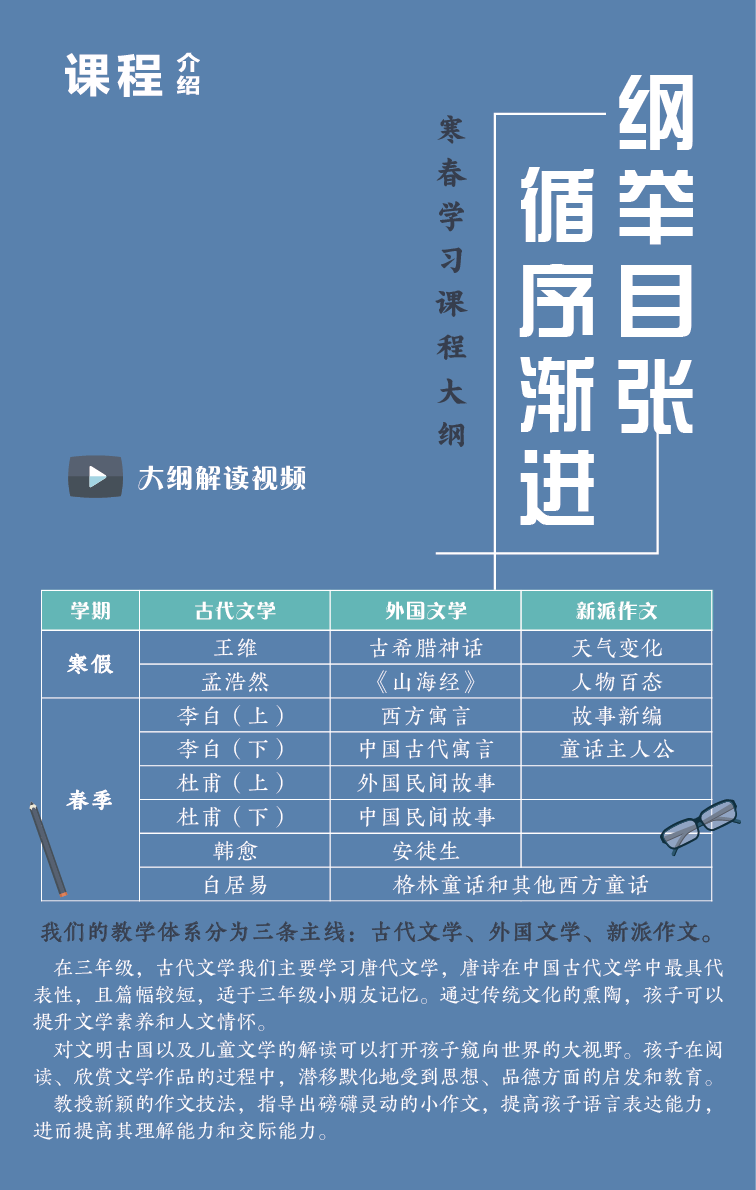 课程 介绍
纲举目张
循序渐进
寒春学习课程大纲
大纲解读视频
学期 古代文学 外国文学 新派作文
寒假 王维 古希腊神话 天气变化
孟浩然 《山海经》 人物百态
春季 李白（上） 西方寓言 故事新编
李白（下） 中国古代寓言 童话主人公
杜甫（上） 外国民间故事
杜甫（下） 中国民间故事
韩愈 安徒生
白居易 格林童话和其他西方童话
我们的教学体系分为三条主线：古代文学、外国文学、新派作文。
在三年级，古代文学我们主要学习唐代文学，唐诗在中国古代文学中最具代
表性，且篇幅较短，适于三年级小朋友记忆。通过传统文化的熏陶，孩子可以
提升文学素养和人文情怀。
对文明古国以及儿童文学的解读可以打开孩子窥向世界的大视野。孩子在阅
读、欣赏文学作品的过程中，潜移默化地受到思想、品德方面的启发和教育。
教授新颖的作文技法，指导出磅礴灵动的小作文，提高孩子语言表达能力，
进而提高其理解能力和交际能力。